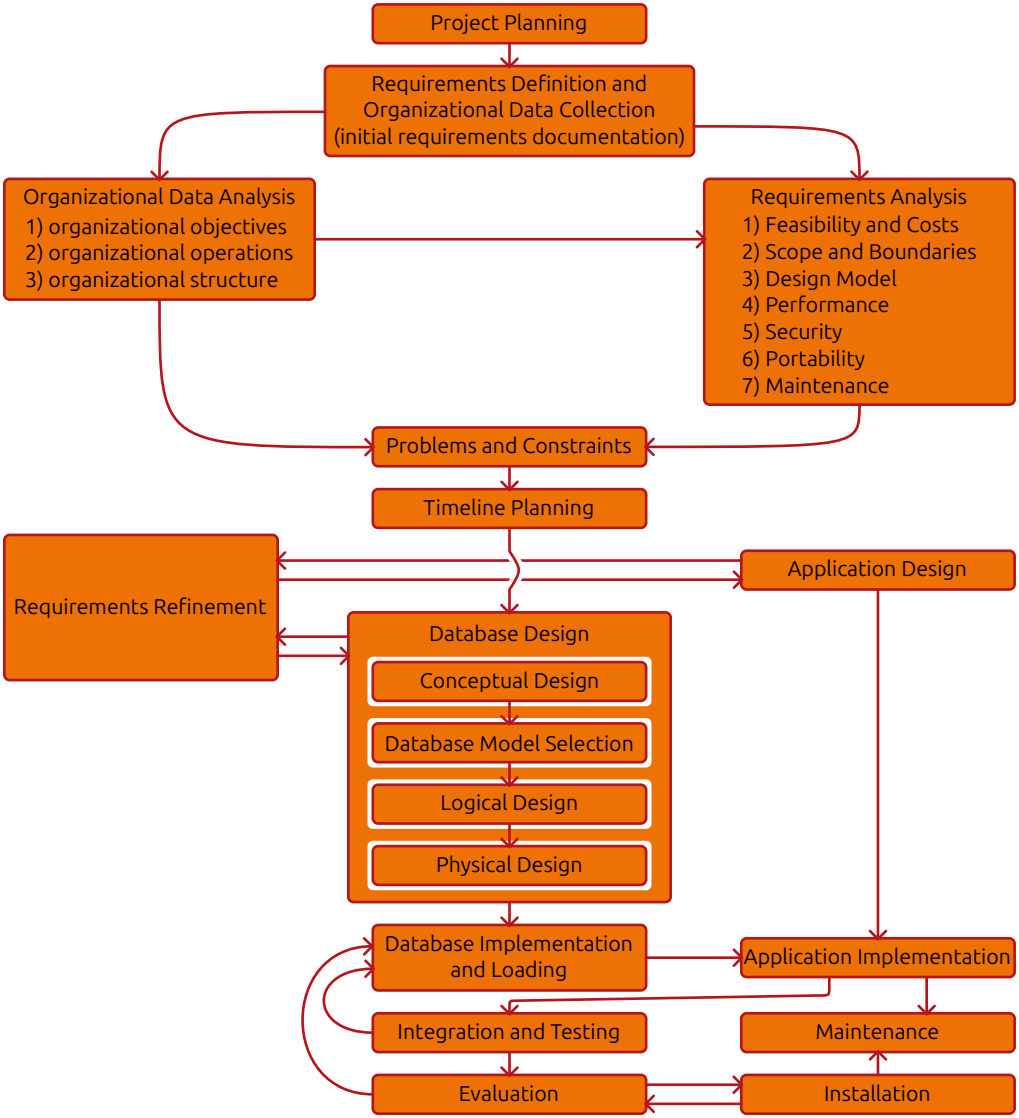 Project Planning
Requirements Definition and
Organizational Data Collection
(initial requirements documentation)
Organizational Data Analysis
1) organizational objectives
2) organizational operations
3) organizational structure
Requirements Analysis
1) Feasibility and Costs
2) Scope and Boundaries
3) Design Model
4) Performance
5) Security
6) Portability
7) Maintenance
Problems and Constraints
Timeline Planning
Requirements Refinement
Application Design
Database Design
Conceptual Design
Database Model Selection
Logical Design
Physical Design
Database Implementation
and Loading
Application Implementation
Integration and Testing
Maintenance
Evaluation
Installation